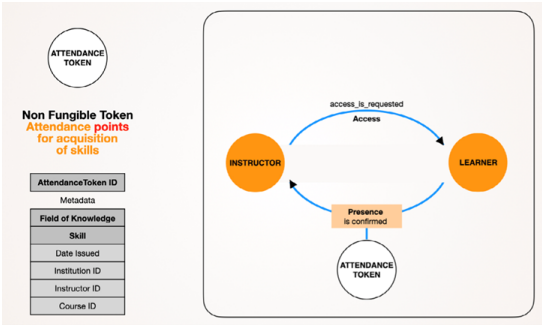 ATTENDANCE
TOKEN
Non Fungible Token
Attendance points
for acquisition
of skills
AttendanceToken ID
Metadata
Field of Knowledge
Skill
Date Issued
Institution ID
Instructor ID
Course ID
access_is_requested
Access
INSTRUCTOR
LEARNER
Presence
is confirmed
ATTENDANCE
TOKEN